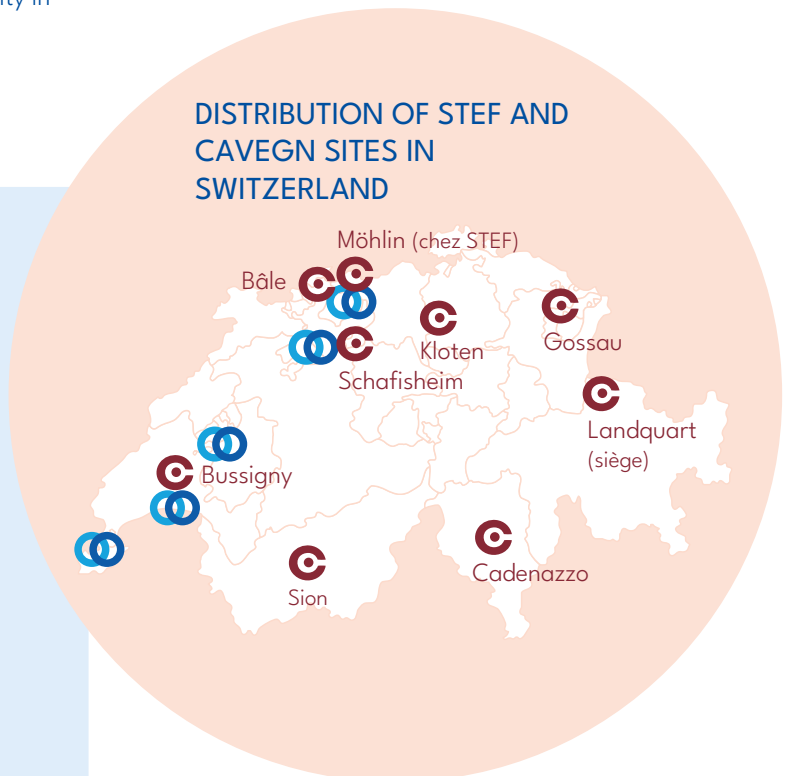 ity in
DISTRIBUTION OF STEF AND
CAVEGN SITES IN
SWITZERLAND
Möhlin (chez STEF)
Bâle
Kloten
Gossau
Schafisheim
Landquart
(siège)
Bussigny
Cadenazzo
Sion